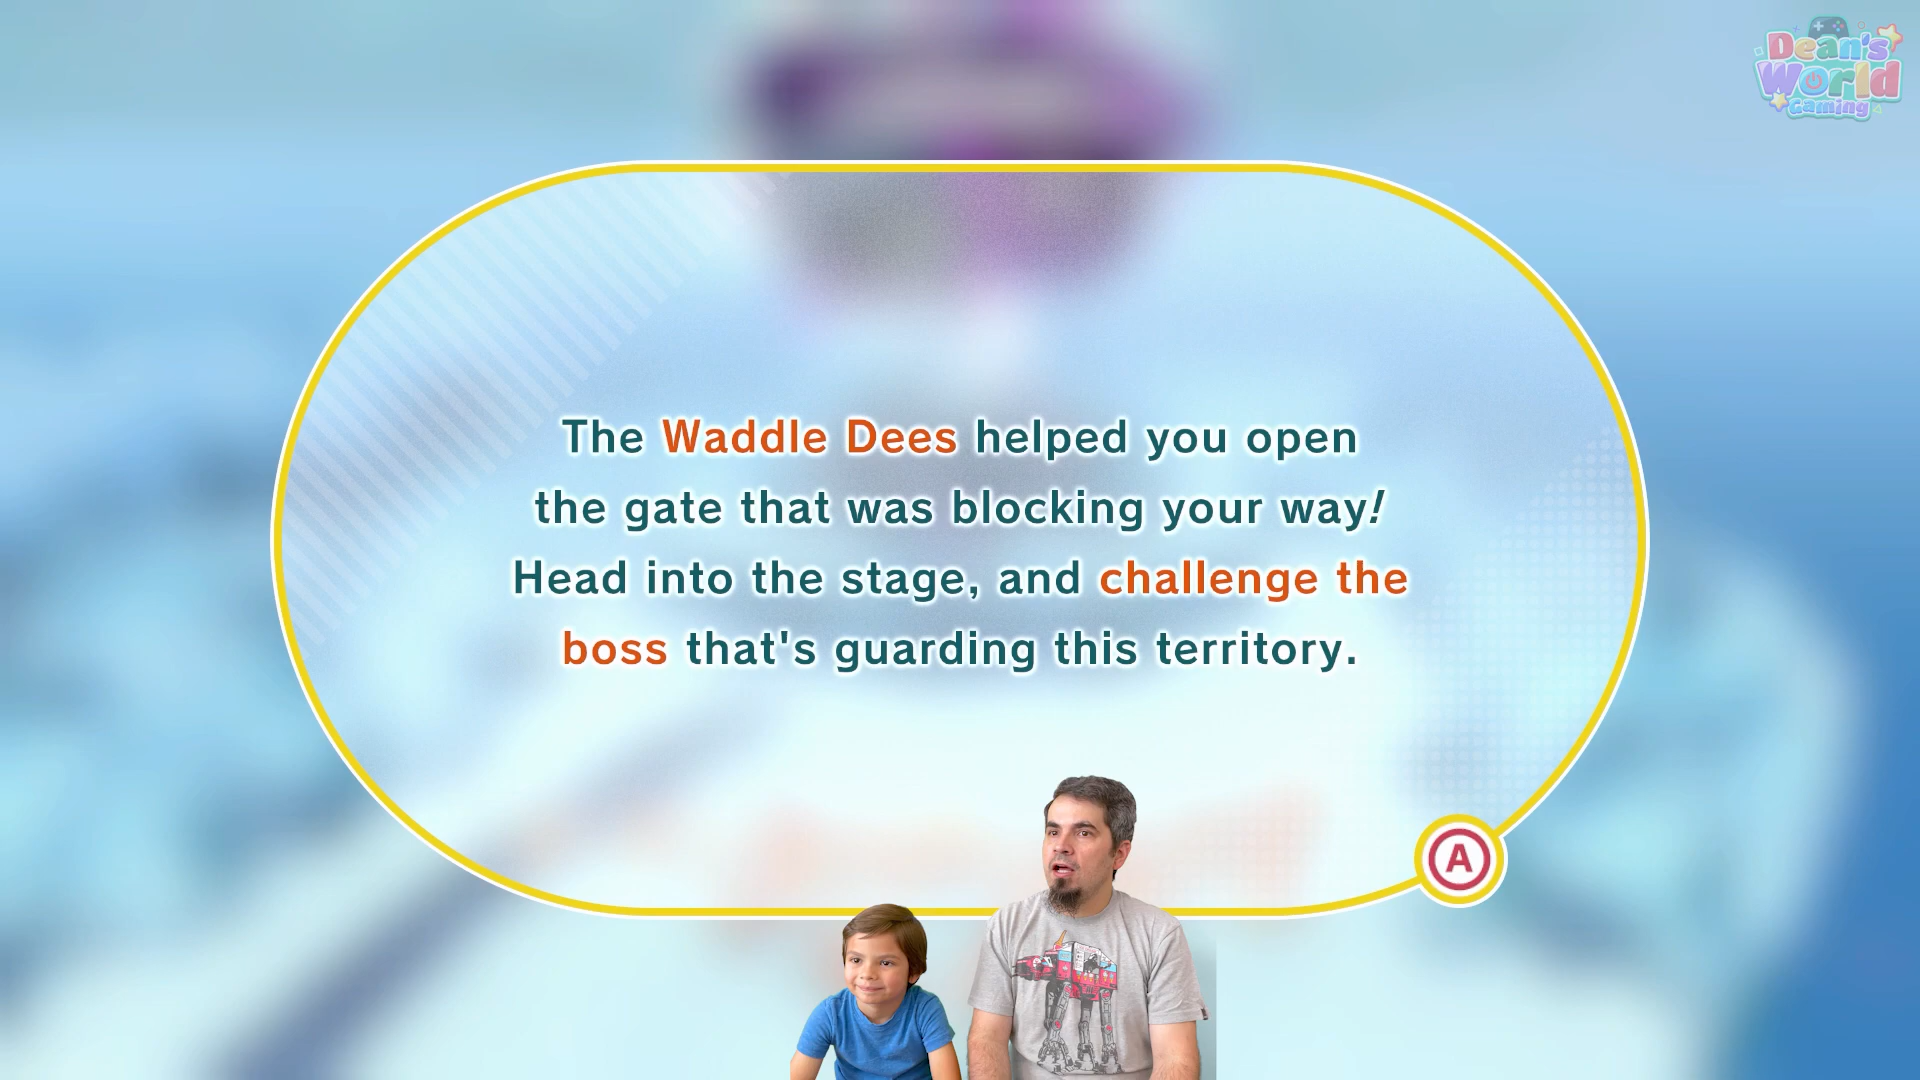 Dean's
World
Gaming
The Waddle Dees helped you open
the gate that was blocking your way!
Head into the stage, and challenge the
boss that's guarding this territory.
A